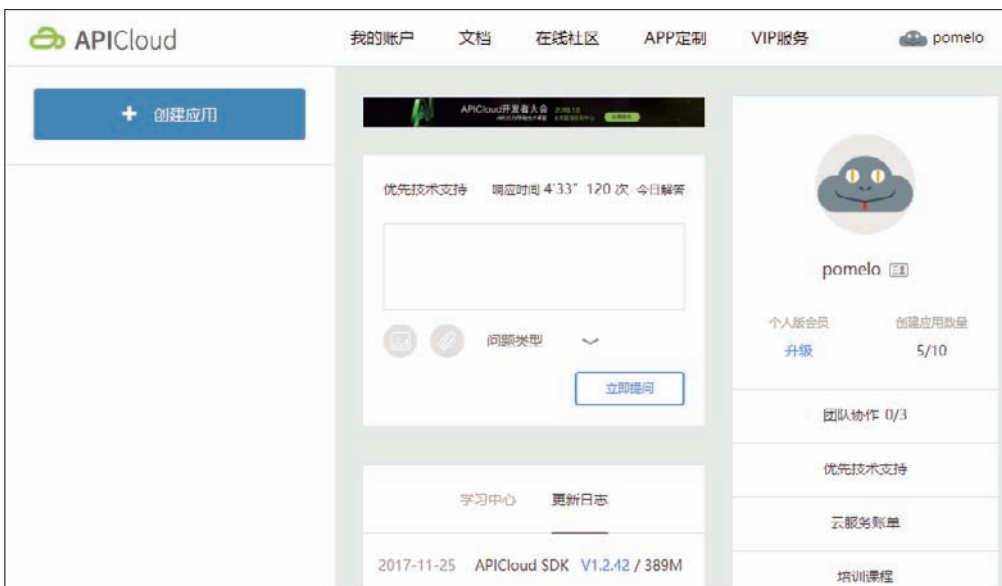 APICloud
我的账户 文档 在线社区 APP定制 VIP服务 pomelo
+ 创建应用
APICloud开发者大会
优先技术支持 响应时间 4'33" 120 次 今日解答
问题类型
立即提问
学习中心 更新日志
2017-11-25 APICloud SDK V1.2.42 / 389M
pomelo
个人版会员 创建应用数量
升级 5/10
团队协作 0/3
优先技术支持
云服务账单
培训课程